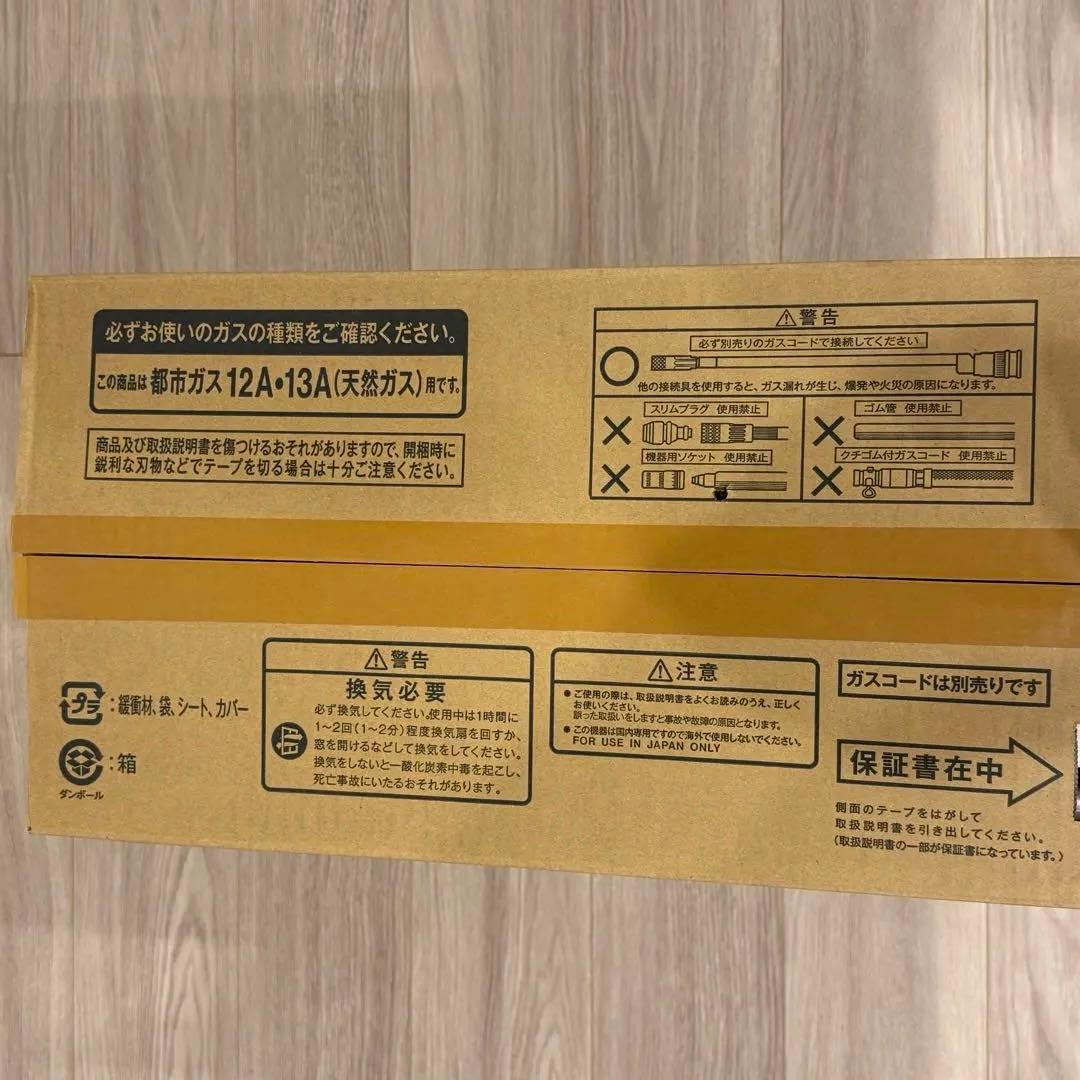 必ずお使いのガスの種類をご確認ください。
この商品は都市ガス12A・13A(天然ガス)用です。
商品及び取扱説明書を傷つけるおそれがありますので、開梱時に
鋭利な刃物などでテープを切る場合は十分ご注意ください。
⚠警告
必ず別売りのガスコードで接続してください
他の接続具を使用すると、ガス漏れが生じ、爆発や火災の原因になります。
スリムプラグ 使用禁止
ゴム管 使用禁止
機器用ソケット 使用禁止
クチゴム付ガスコード 使用禁止
プラ
:緩衝材、袋、シート、カバー
:箱
ダンボール
⚠警告
換気必要
必ず換気してください。使用中は1時間に
1〜2回(1〜2分)程度換気扇を回すか、
窓を開けるなどして換気をしてください。
換気をしないと一酸化炭素中毒を起こし、
死亡事故にいたるおそれがあります。
⚠注意
●ご使用の際は、取扱説明書をよくお読みのうえ、正しく
お使いください。
誤った取扱いをしますと事故や故障の原因となります。
●この機器は国内専用ですので海外で使用しないでください。
FOR USE IN JAPAN ONLY
ガスコードは別売りです
保証書在中
側面のテープをはがして
取扱説明書を引き出してください。
(取扱説明書の一部が保証書になっています。)